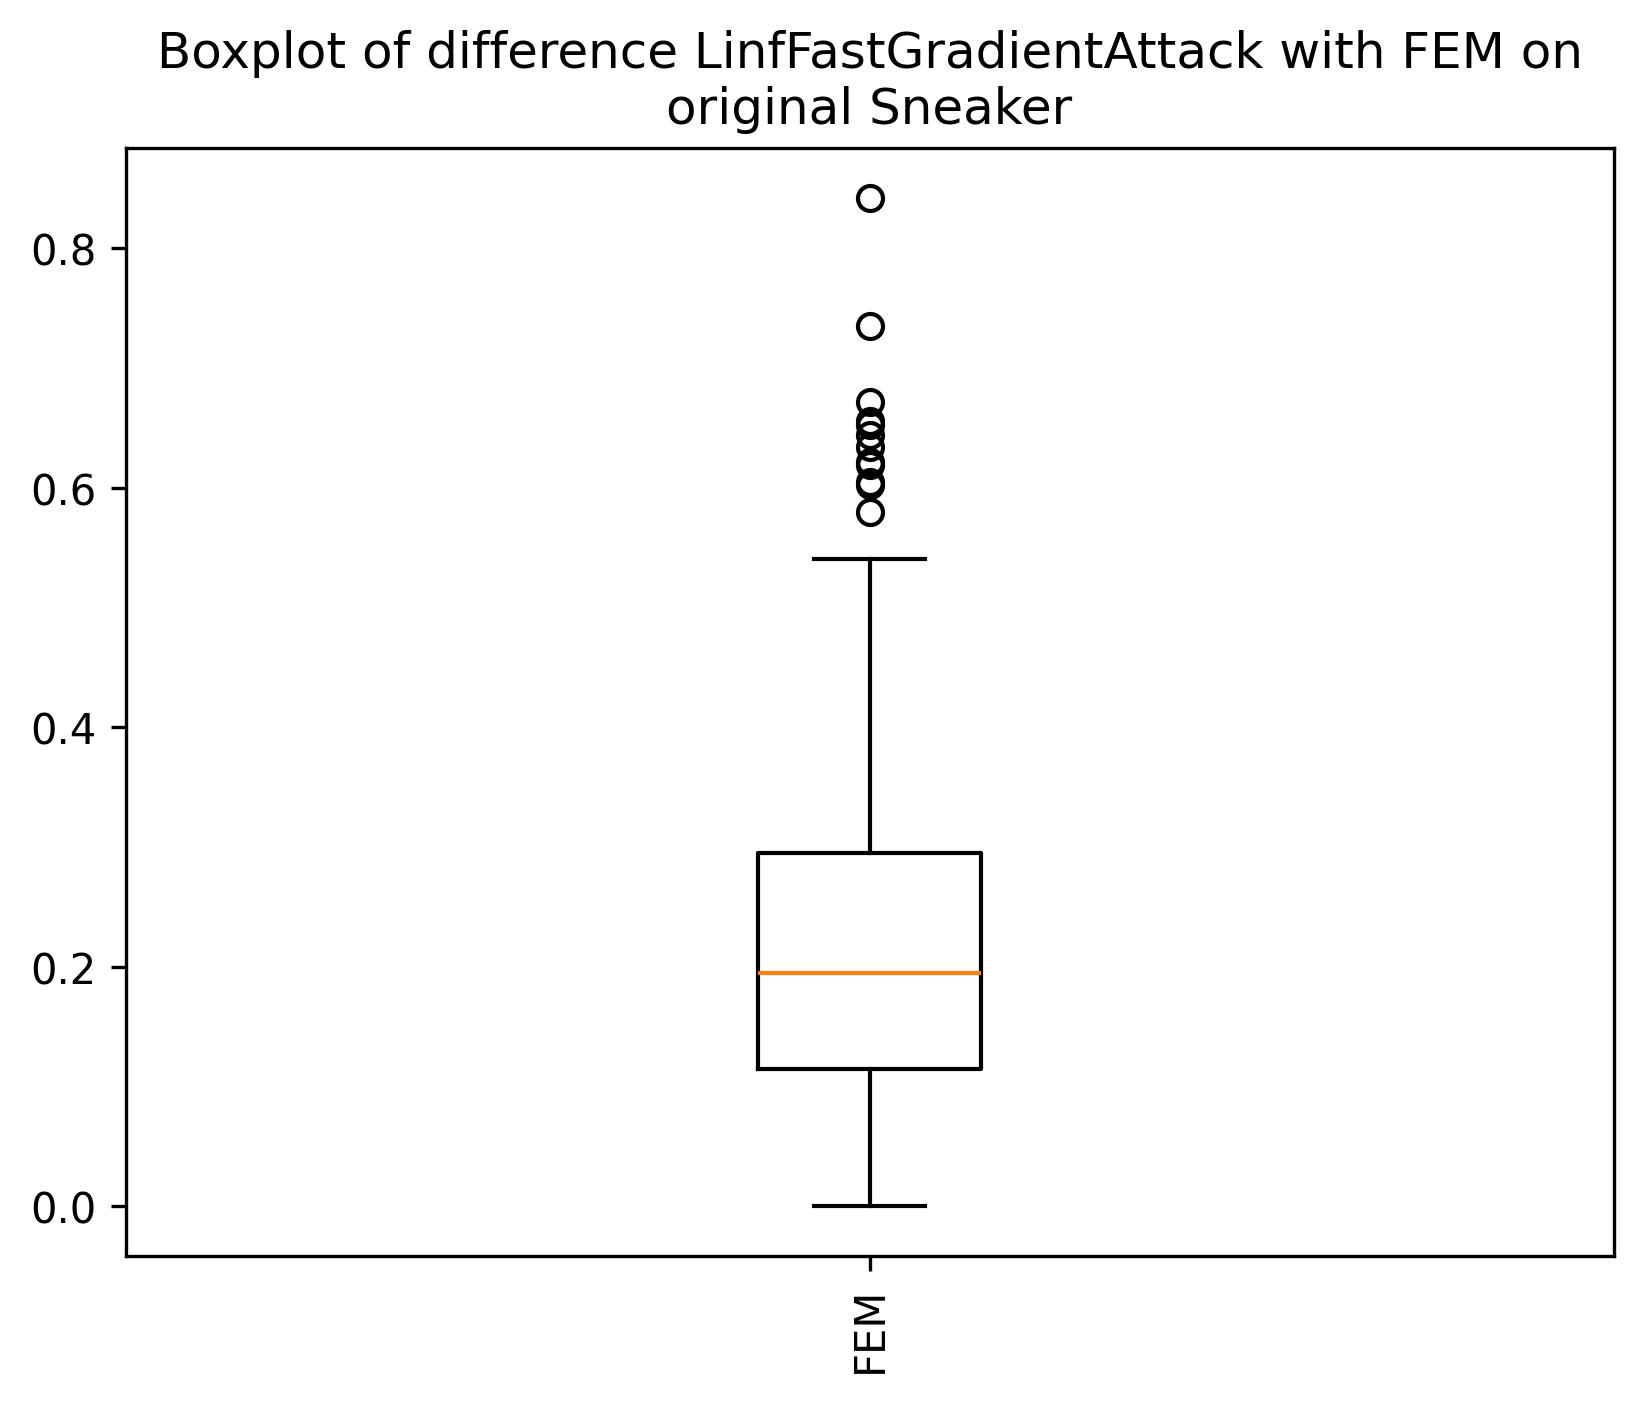 Boxplot of difference LinfFastGradientAttack with FEM on
original Sneaker
0.8
0.6
0.4
0.2
0.0
FEM